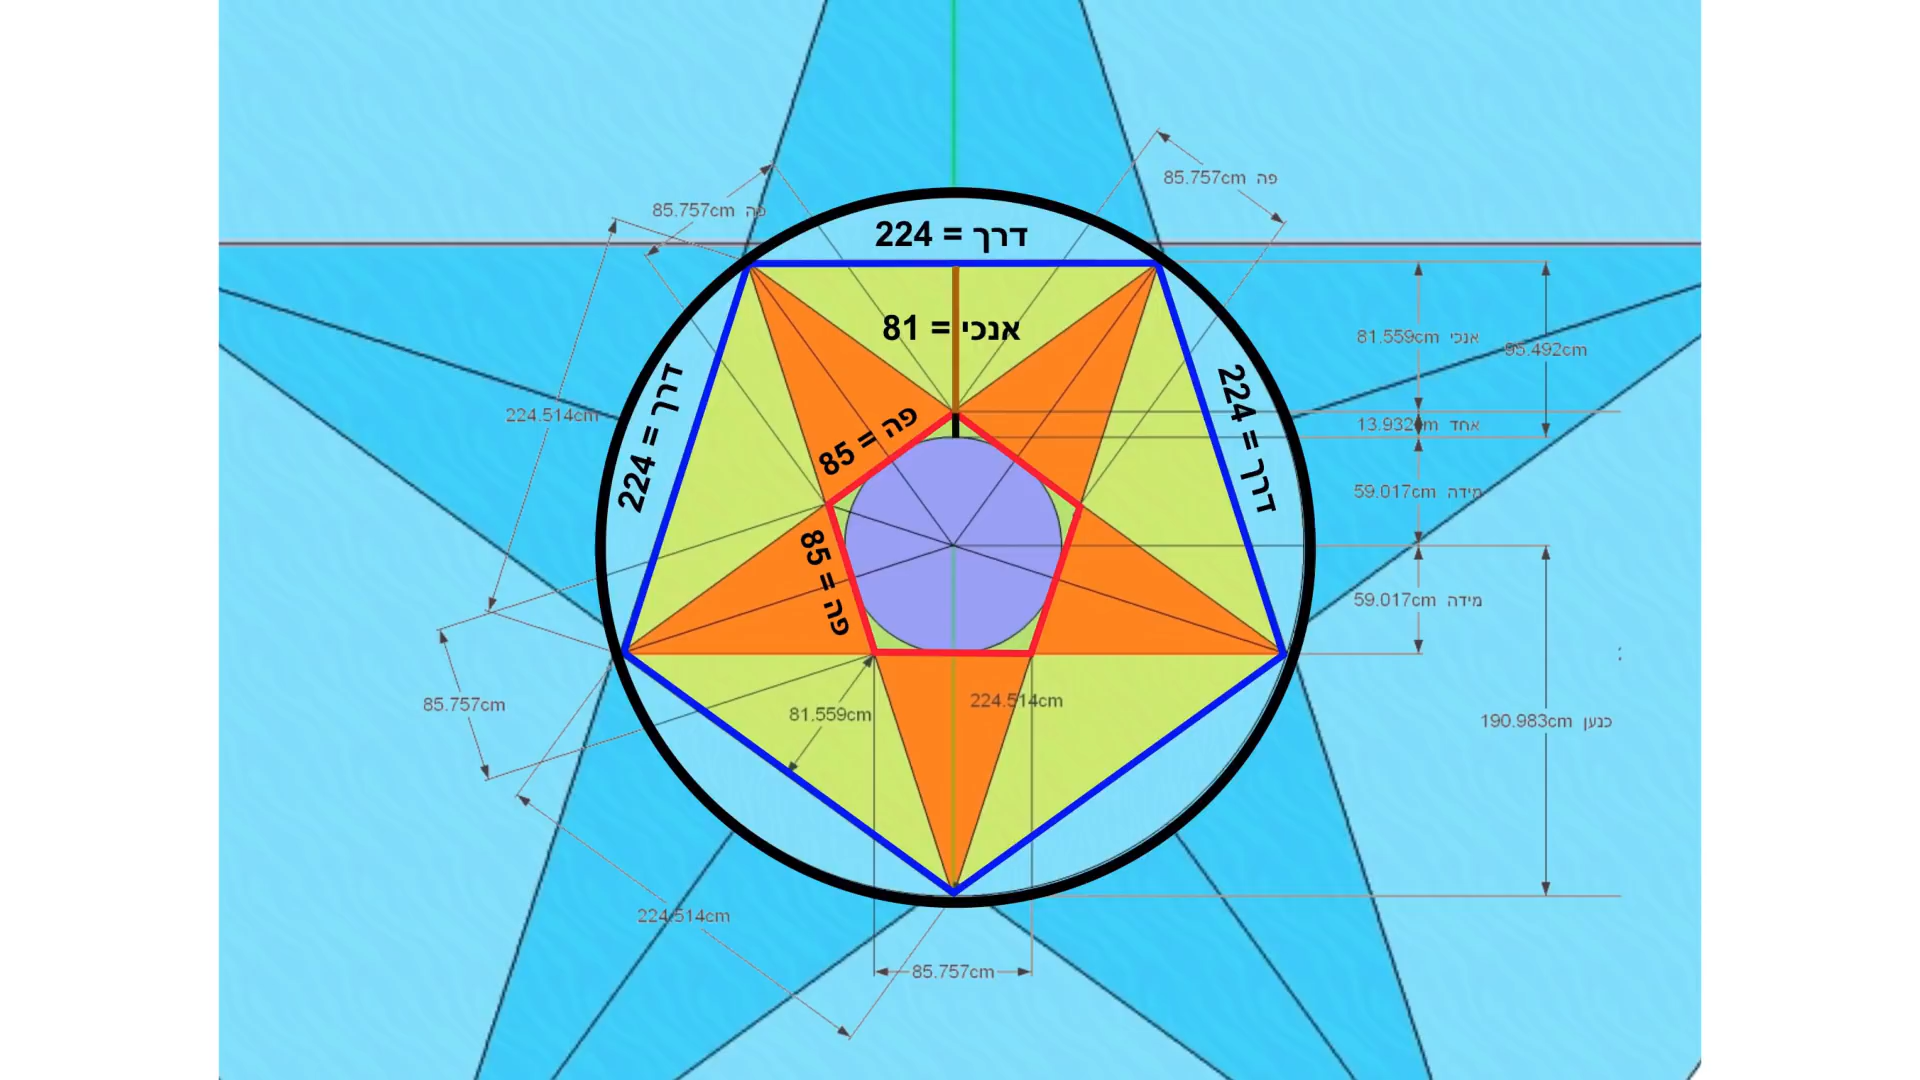 85.757cm פה
85.757cm פה
דרך = 224
אנכי = 81
81.559cm אנכי
95.492cm
דרך = 224
דרך = 224
224.514cm
פה = 85
13.932cm אחד
59.017cm מידה
פה = 85
59.017cm מידה
85.757cm
81.559cm
224.514cm
190.983cm כנען
224.514cm
85.757cm